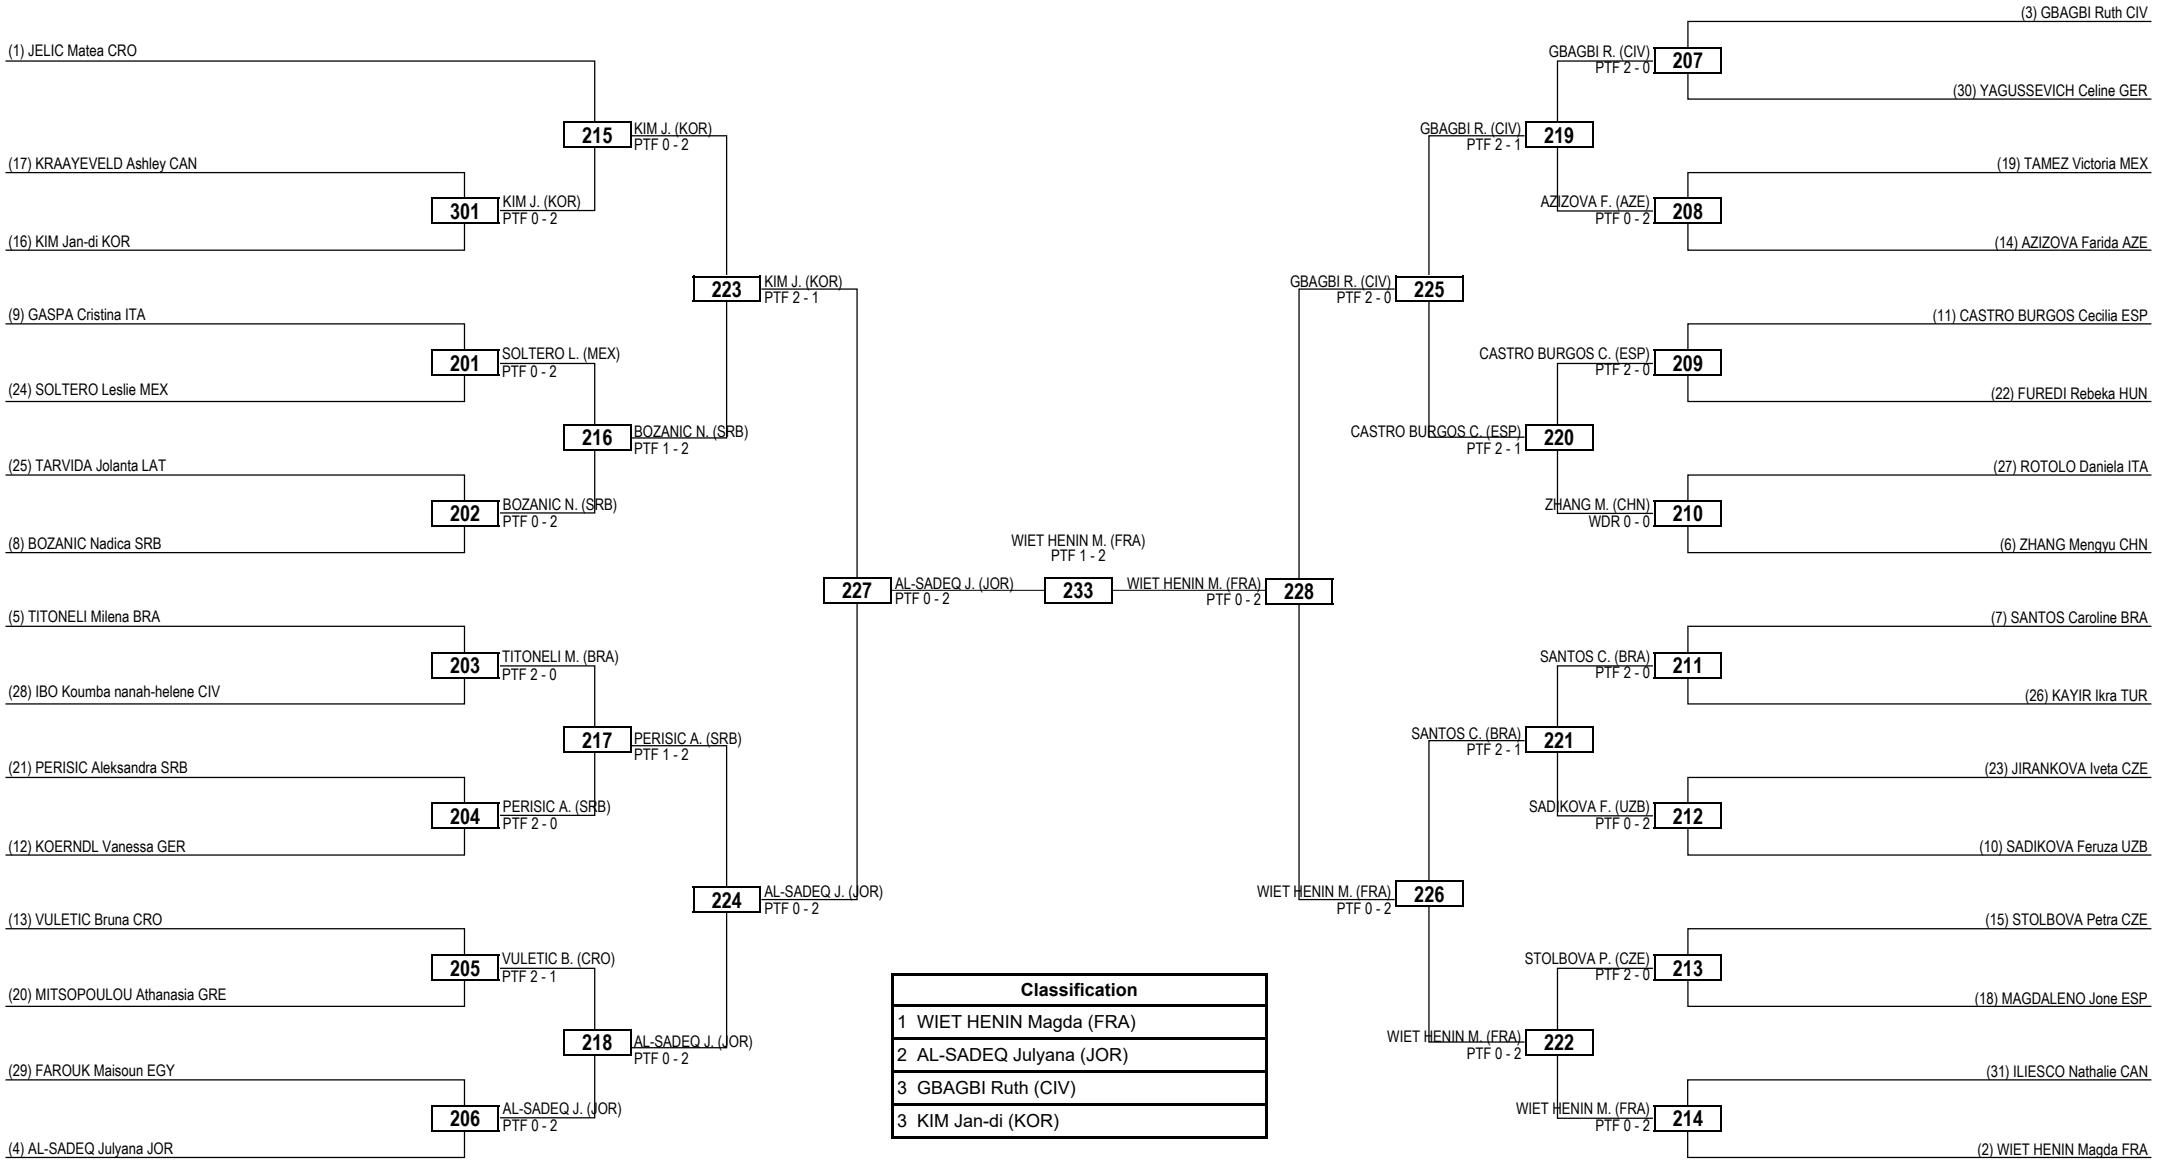 (1) JELIC Matea CRO
(17) KRAAYEVELD Ashley CAN
(16) KIM Jan-di KOR
(9) GASPA Cristina ITA
(24) SOLTERO Leslie MEX
(25) TARVIDA Jolanta LAT
(8) BOZANIC Nadica SRB
(5) TITONELI Milena BRA
(28) IBO Koumba nanah-helene CIV
(21) PERISIC Aleksandra SRB
(12) KOERNDL Vanessa GER
(13) VULETIC Bruna CRO
(20) MITSOPOULOU Athanasia GRE
(29) FAROUK Maisoun EGY
(4) AL-SADEQ Julyana JOR
301
KIM J. (KOR)
PTF 0 - 2
201
SOLTERO L. (MEX)
PTF 0 - 2
202
BOZANIC N. (SRB)
PTF 0 - 2
203
TITONELI M. (BRA)
PTF 2 - 0
204
PERISIC A. (SRB)
PTF 2 - 0
205
VULETIC B. (CRO)
PTF 2 - 1
206
AL-SADEQ J. (JOR)
PTF 0 - 2
215
KIM J. (KOR)
PTF 0 - 2
216
BOZANIC N. (SRB)
PTF 1 - 2
217
PERISIC A. (SRB)
PTF 1 - 2
218
AL-SADEQ J. (JOR)
PTF 0 - 2
223
KIM J. (KOR)
PTF 2 - 1
224
AL-SADEQ J. (JOR)
PTF 0 - 2
227
AL-SADEQ J. (JOR)
PTF 0 - 2
WIET HENIN M. (FRA)
PTF 1 - 2
233
WIET HENIN M. (FRA)
PTF 0 - 2
228
GBAGBI R. (CIV)
PTF 2 - 0
225
WIET HENIN M. (FRA)
PTF 0 - 2
226
GBAGBI R. (CIV)
PTF 2 - 1
219
CASTRO BURGOS C. (ESP)
PTF 2 - 1
220
SANTOS C. (BRA)
PTF 2 - 1
221
WIET HENIN M. (FRA)
PTF 0 - 2
222
GBAGBI R. (CIV)
PTF 2 - 0
207
AZIZOVA F. (AZE)
PTF 0 - 2
208
CASTRO BURGOS C. (ESP)
PTF 2 - 0
209
ZHANG M. (CHN)
WDR 0 - 0
210
SANTOS C. (BRA)
PTF 2 - 0
211
SADIKOVA F. (UZB)
PTF 0 - 2
212
STOLBOVA P. (CZE)
PTF 2 - 0
213
WIET HENIN M. (FRA)
PTF 0 - 2
214
(3) GBAGBI Ruth CIV
(30) YAGUSSEVICH Celine GER
(19) TAMEZ Victoria MEX
(14) AZIZOVA Farida AZE
(11) CASTRO BURGOS Cecilia ESP
(22) FUREDI Rebeka HUN
(27) ROTOLO Daniela ITA
(6) ZHANG Mengyu CHN
(7) SANTOS Caroline BRA
(26) KAYIR Ikra TUR
(23) JIRANKOVA Iveta CZE
(10) SADIKOVA Feruza UZB
(15) STOLBOVA Petra CZE
(18) MAGDALENO Jone ESP
(31) ILIESCO Nathalie CAN
(2) WIET HENIN Magda FRA
Classification
1 WIET HENIN Magda (FRA)
2 AL-SADEQ Julyana (JOR)
3 GBAGBI Ruth (CIV)
3 KIM Jan-di (KOR)